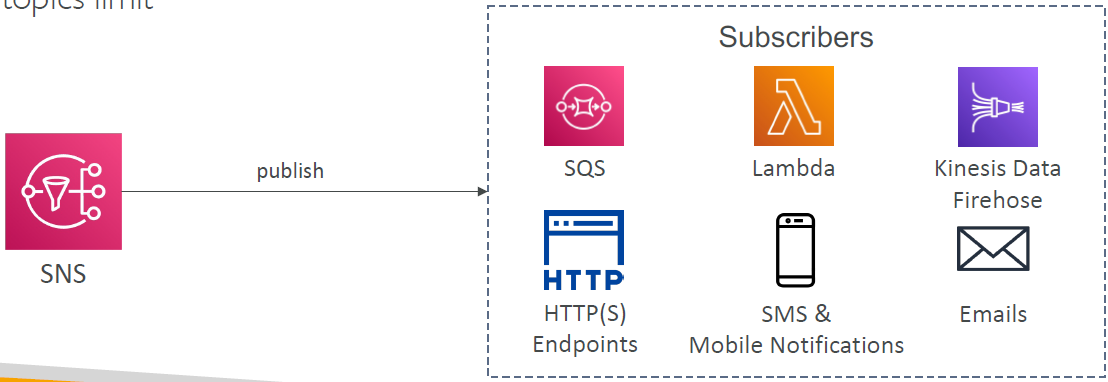 topics limit
Subscribers
publish
SNS
SQS
Lambda
Kinesis Data
Firehose
HTTP
HTTP(S)
Endpoints
SMS &
Mobile Notifications
Emails